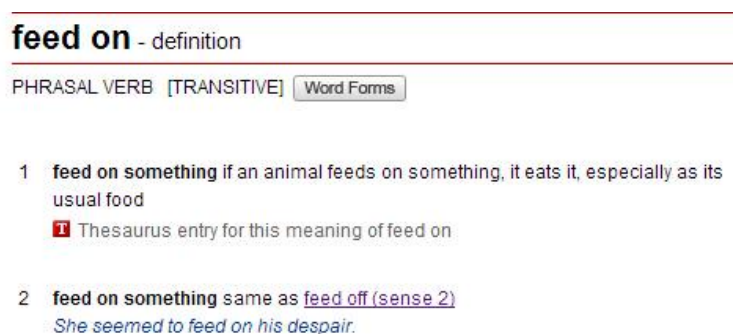 feed on - definition
PHRASAL VERB [TRANSITIVE] Word Forms
1 feed on something if an animal feeds on something, it eats it, especially as its
usual food
T Thesaurus entry for this meaning of feed on
2 feed on something same as feed off (sense 2)
She seemed to feed on his despair.